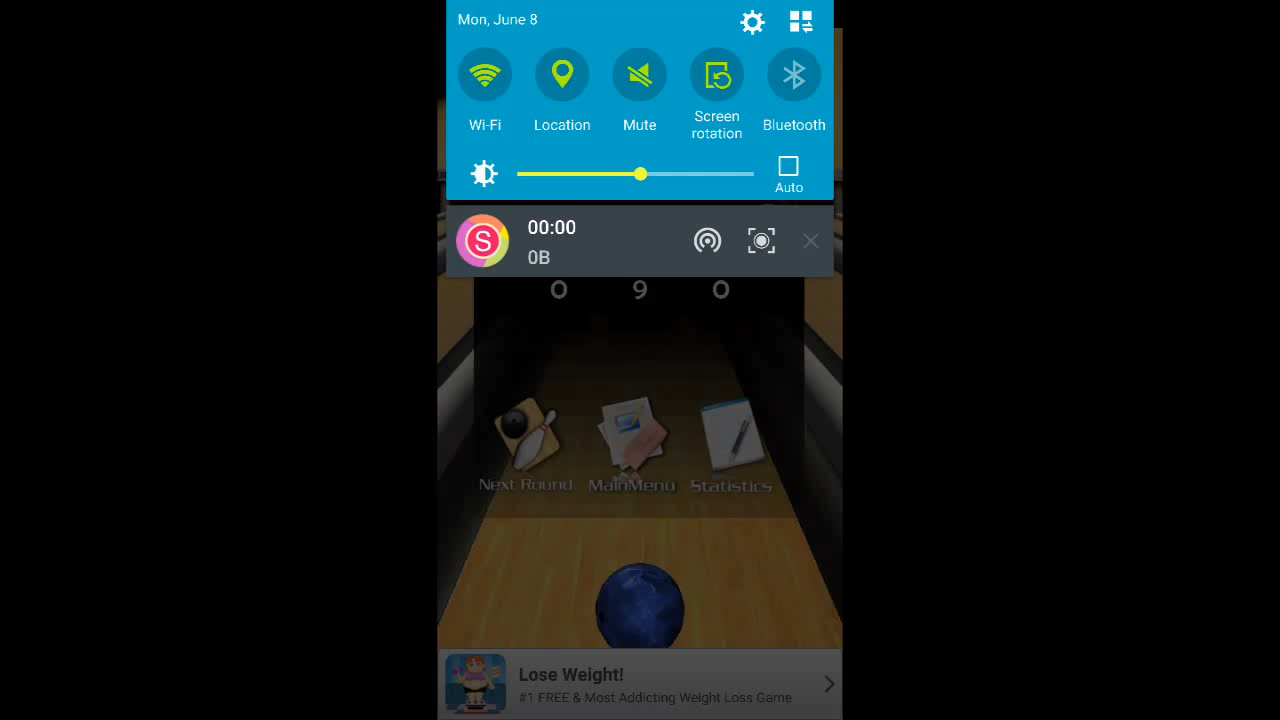 Mon, June 8
Wi-Fi
Location
Mute
Screen
rotation
Bluetooth
Auto
S
00:00
0B
0 9 0
Next Round MainMenu Statistics
Lose Weight!
#1 FREE & Most Addicting Weight Loss Game